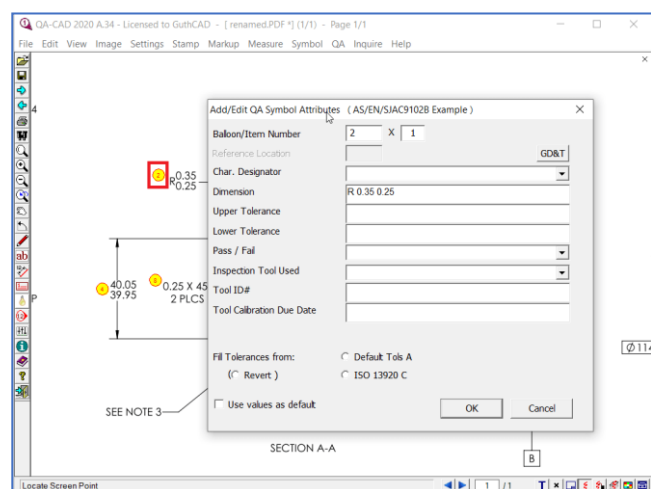 QA-CAD 2020 A.34 - Licensed to GuthCAD - [ renamed.PDF *] (1/1) - Page 1/1
File Edit View Image Settings Stamp Markup Measure Symbol QA Inquire Help
4
Add/Edit QA Symbol Attributes ( AS/EN/SJAC9102B Example )
Baloon/Item Number 2 X 1
Reference Location GD&T
Char. Designator
Dimension R 0.35 0.25
Upper Tolerance
Lower Tolerance
Pass / Fail
Inspection Tool Used
Tool ID#
Tool Calibration Due Date
Fill Tolerances from: Default Tols A
( Revert ) ISO 13920 C
Use values as default OK Cancel
2 R 0.35
0.25
4 40.05
39.95
5 0.25 X 45
2 PLCS
P
ab
Ø114
SEE NOTE 3
SECTION A-A
B
Locate Screen Point 1 /1 T